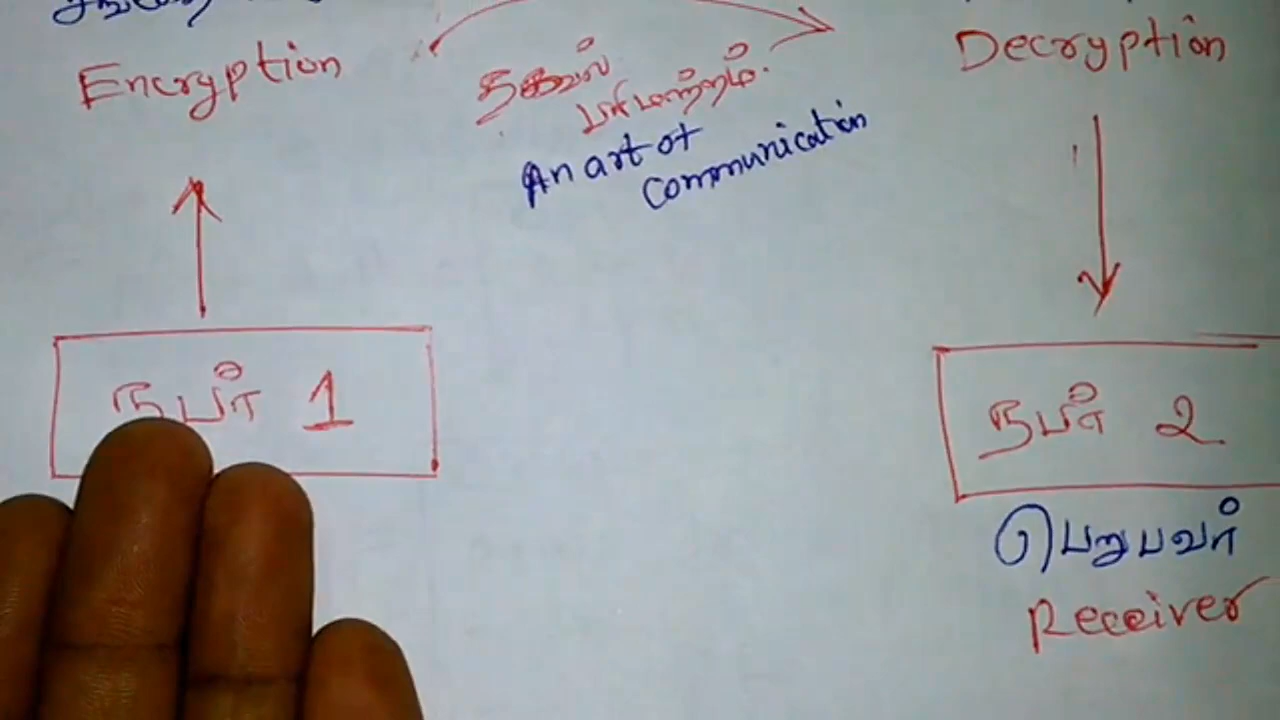 Encryption
தகவல்
பரிமாற்றம்.
An art of
communication
Decryption
நபர் 1
நபர் 2
பெறுபவர்
Receiver